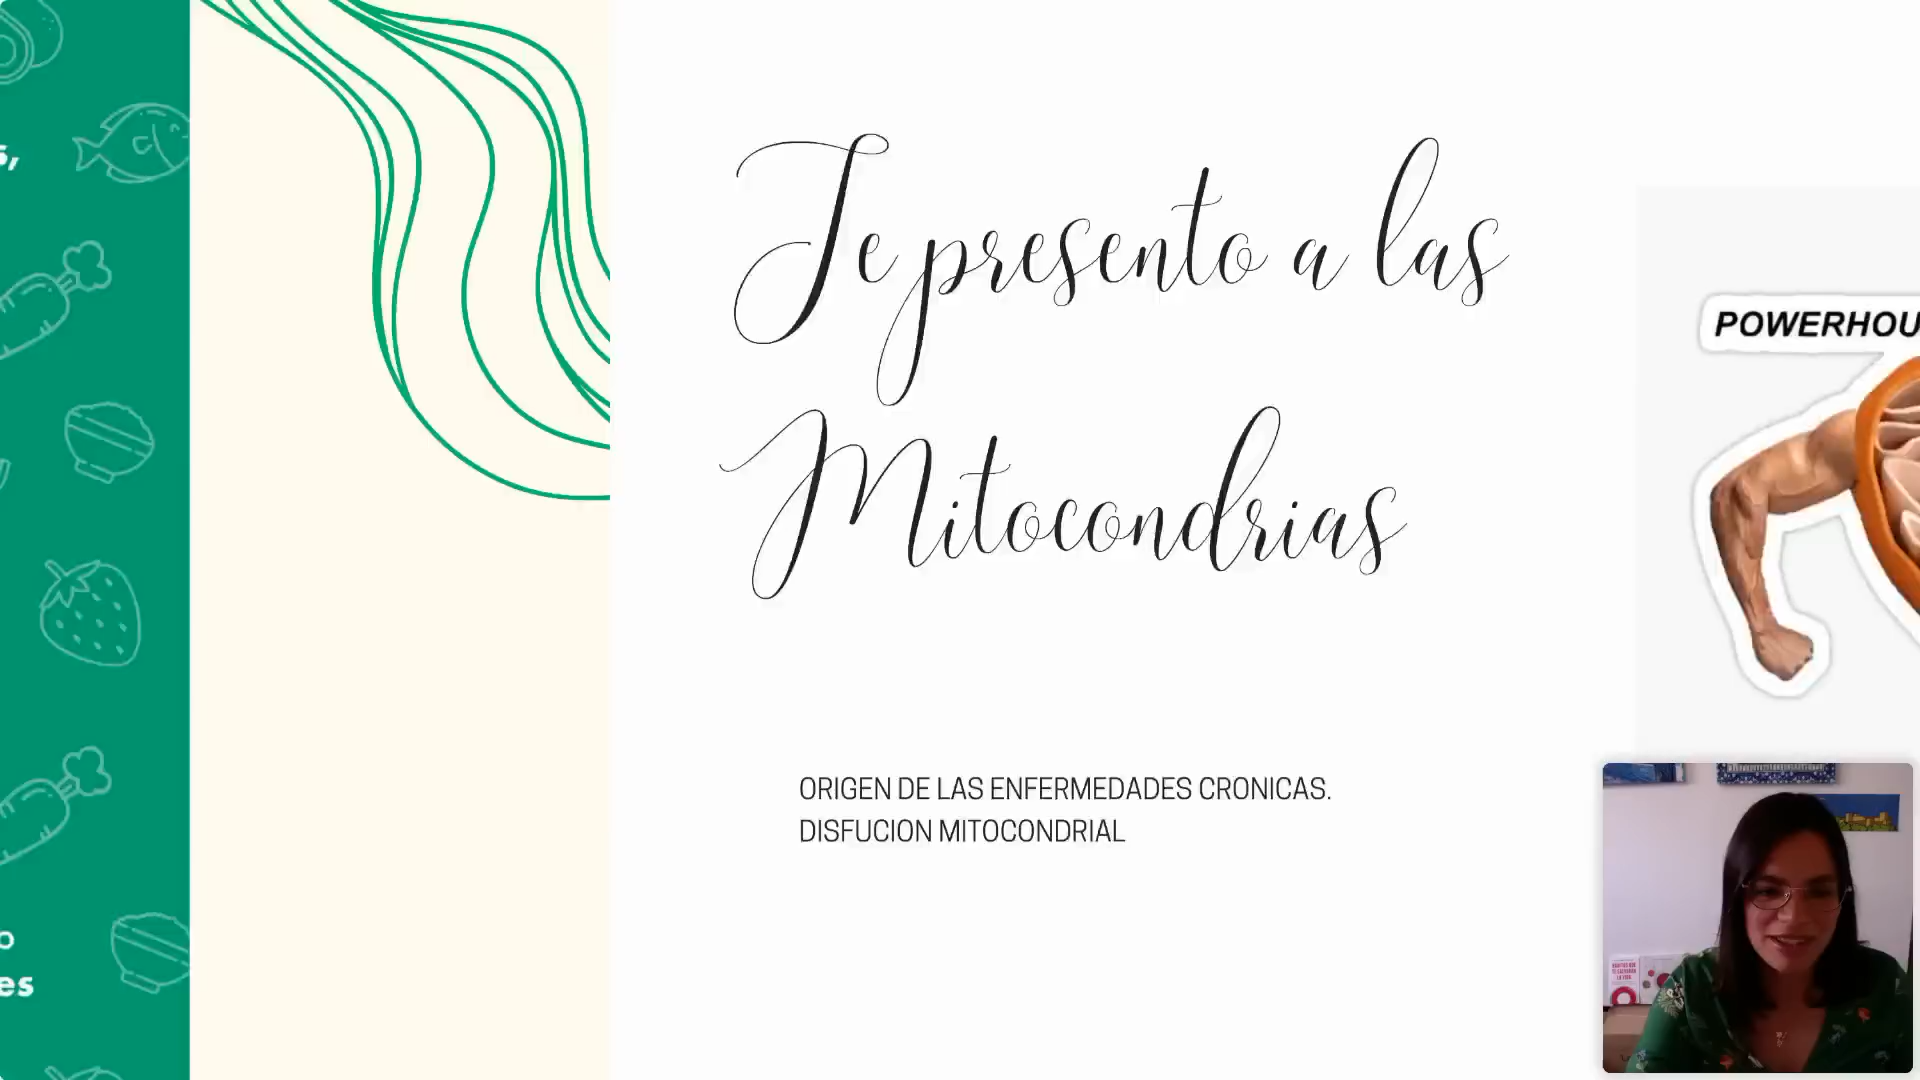 s,
Te presento a las
Mitocondrias
POWERHOU
ORIGEN DE LAS ENFERMEDADES CRONICAS.
DISFUCION MITOCONDRIAL
o
es